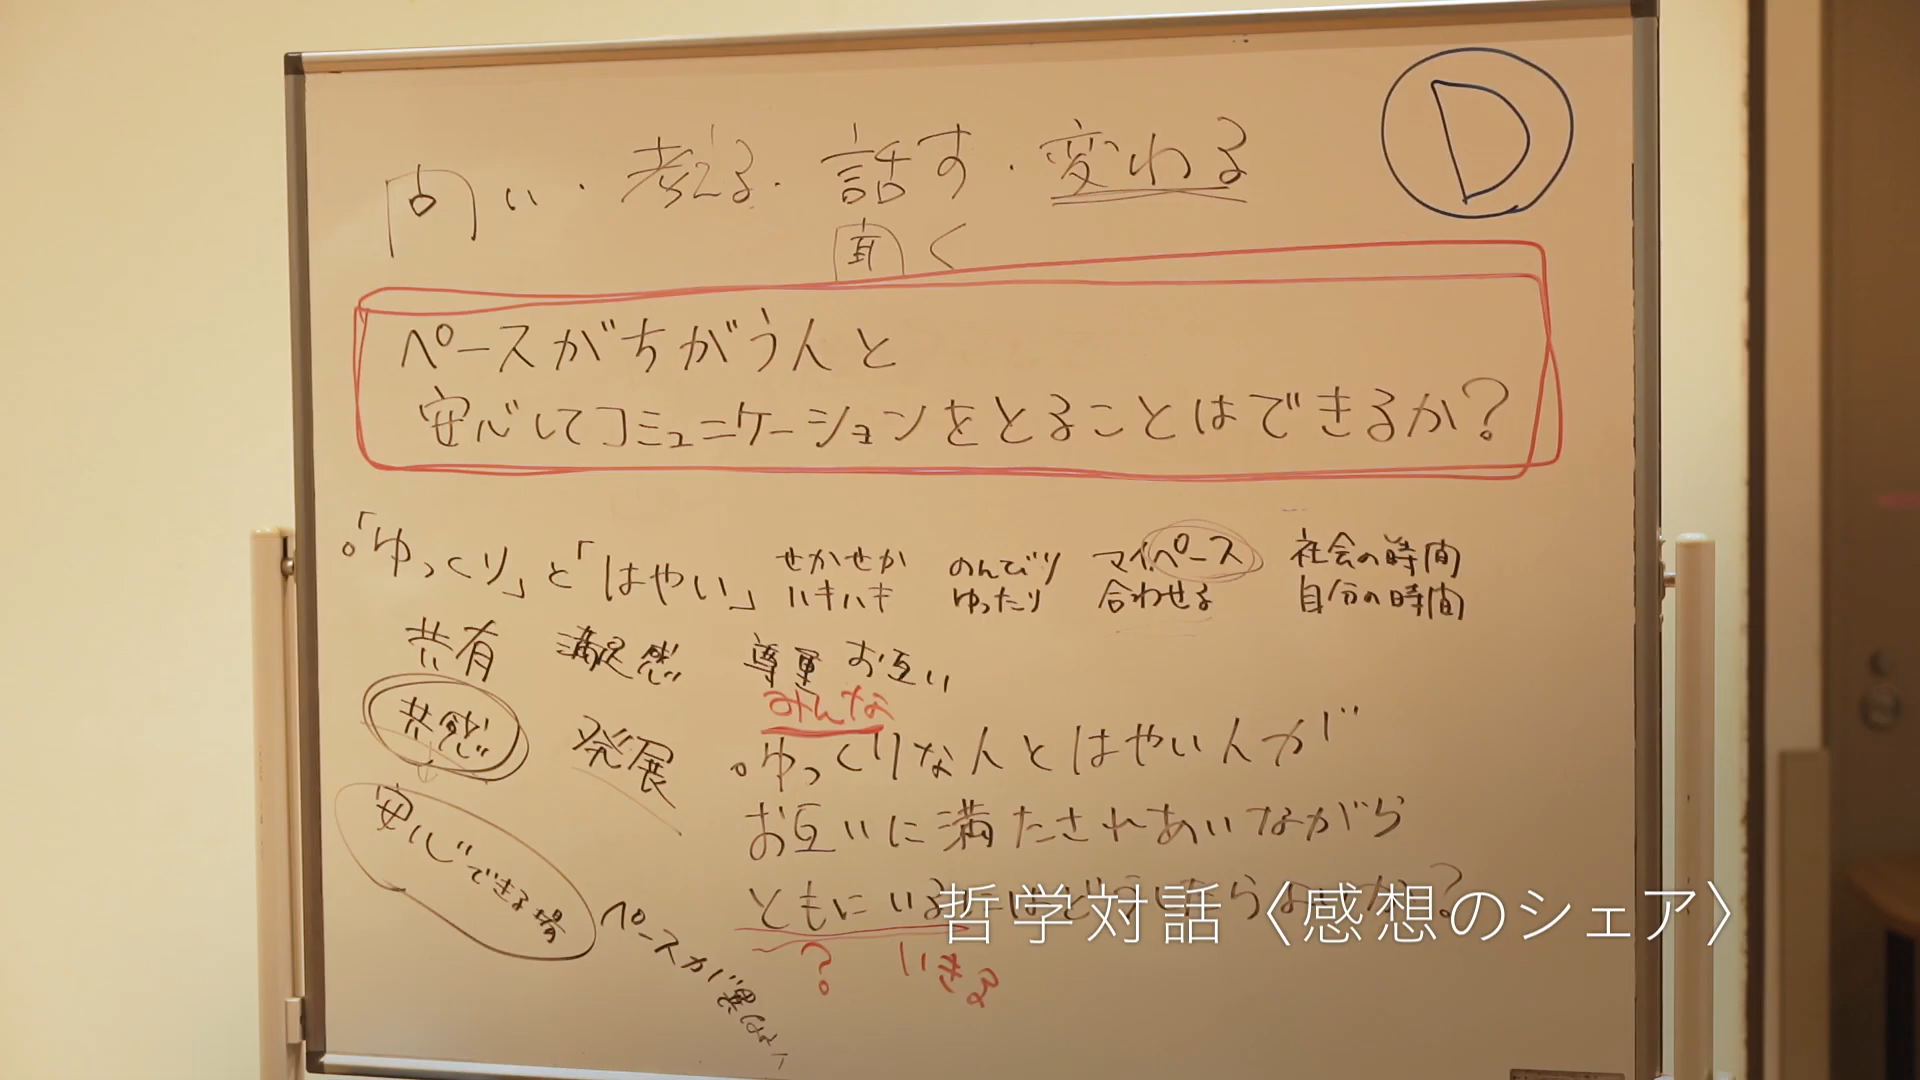 D
問い・考える・話す・変わる
聞く
ペースがちがう人と
安心してコミュニケーションをとることはできるか?
。「ゆっくり」と「はやい」 せかせか のんびり マイペース 社会の時間
ハキハキ ゆったり 合わせる 自分の時間
共有 満足感 尊重 お互い
みんな
共感 発展 。ゆっくりな人とはやい人が
お互いに満たされあいながら
安心できる場 ともにいる
ペースが異なる
? いきる
哲学対話〈感想のシェア〉